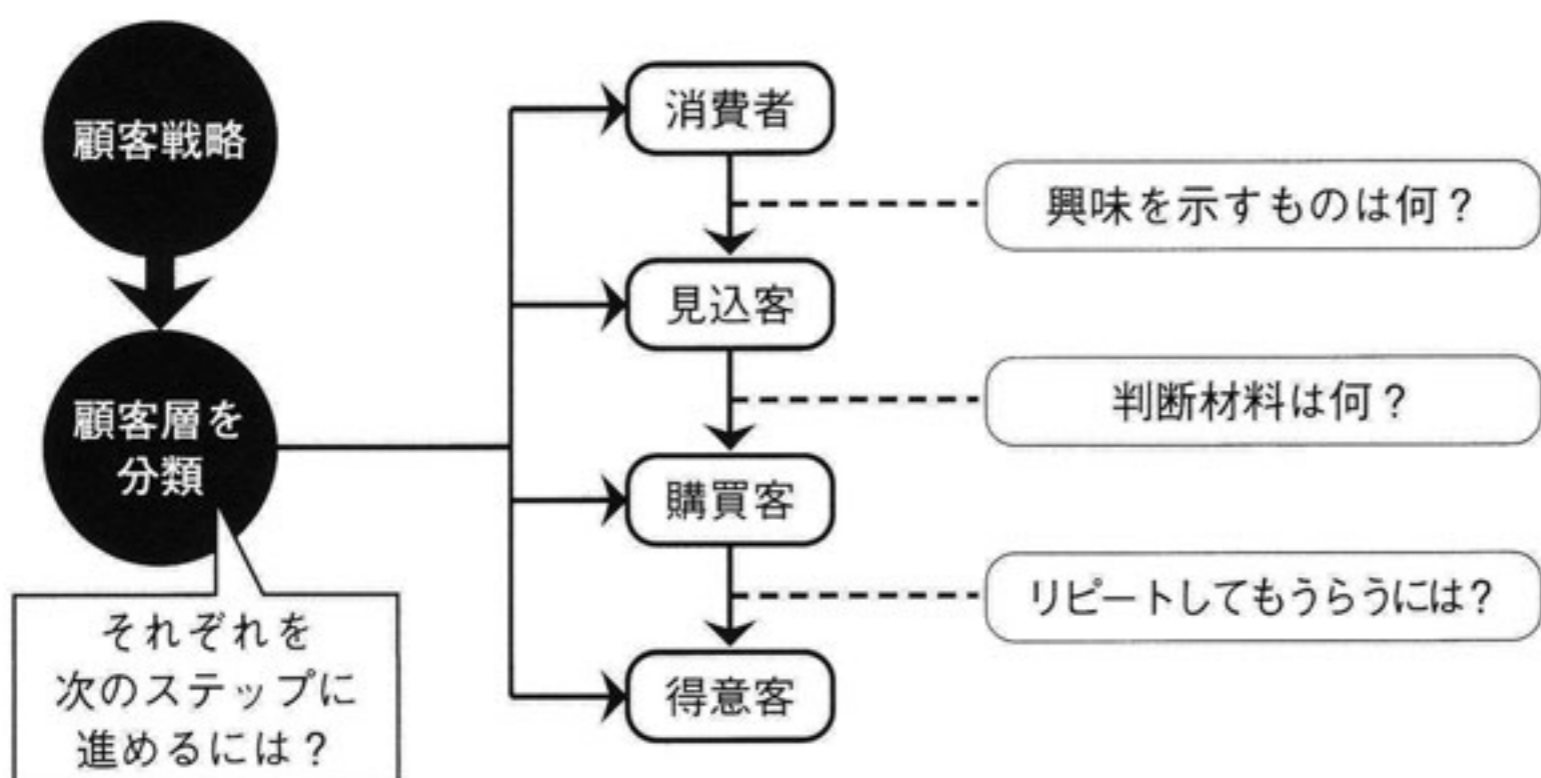 顧客戦略
顧客層を
分類
それぞれを
次のステップに
進めるには？
消費者
興味を示すものは何？
見込客
判断材料は何？
購買客
リピートしてもうらうには？
得意客